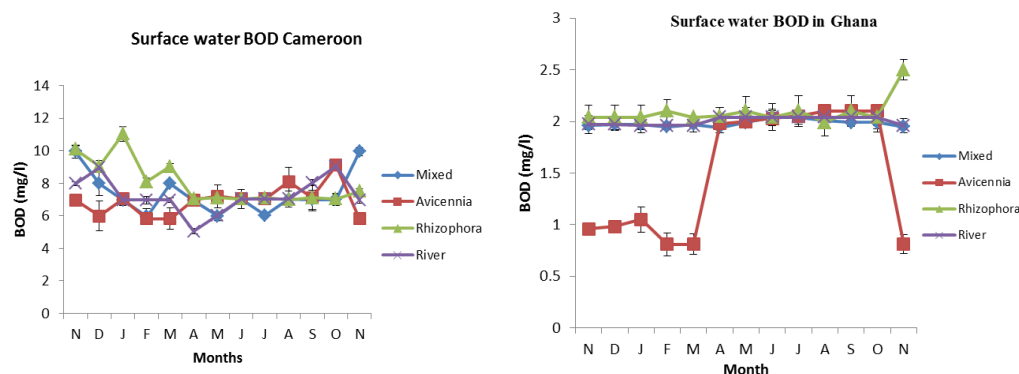 Surface water BOD Cameroon
BOD (mg/l)
14
12
10
8
6
4
2
0
N D J F M A M J J A S O N
Months
Mixed
Avicennia
Rhizophora
River
Surface water BOD in Ghana
BOD (mg/l)
3
2.5
2
1.5
1
0.5
0
N D J F M A M J J A S O N
Month
Mixed
Avicennia
Rhizophora
River